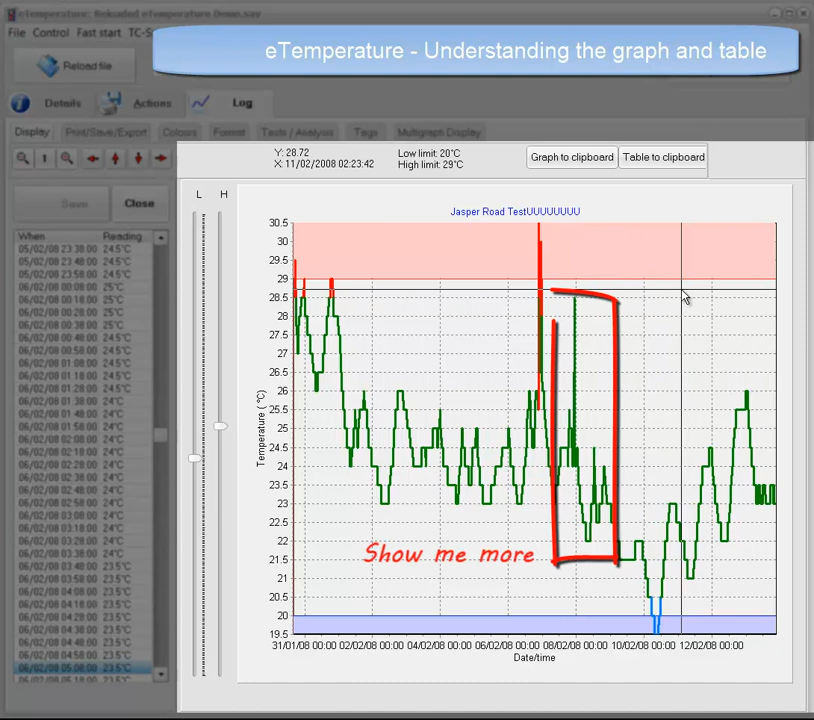 eTemperature: Reloaded eTemperature Demo.sav
File Control Fast start TC-S
eTemperature - Understanding the graph and table
Reload file
Details Actions Log
Display Print/Save/Export Colours Format Tests / Analysis Tags Multigraph Display
1
Y: 28.72
X: 11/02/2008 02:23:42
Low limit: 20°C
High limit: 29°C
Graph to clipboard
Table to clipboard
Save Close
L H
When Reading
05/02/08 23:38:00 24.5°C
05/02/08 23:48:00 24.5°C
05/02/08 23:58:00 24.5°C
06/02/08 00:08:00 25°C
06/02/08 00:18:00 25°C
06/02/08 00:28:00 25°C
06/02/08 00:38:00 25°C
06/02/08 00:48:00 24.5°C
06/02/08 00:58:00 24.5°C
06/02/08 01:08:00 24.5°C
06/02/08 01:18:00 24.5°C
06/02/08 01:28:00 24.5°C
06/02/08 01:38:00 24°C
06/02/08 01:48:00 24°C
06/02/08 01:58:00 24°C
06/02/08 02:08:00 24°C
06/02/08 02:18:00 24°C
06/02/08 02:28:00 24°C
06/02/08 02:38:00 24°C
06/02/08 02:48:00 24°C
06/02/08 02:58:00 24°C
06/02/08 03:08:00 24°C
06/02/08 03:18:00 24°C
06/02/08 03:28:00 24°C
06/02/08 03:38:00 24°C
06/02/08 03:48:00 23.5°C
06/02/08 03:58:00 23.5°C
06/02/08 04:08:00 23.5°C
06/02/08 04:18:00 23.5°C
06/02/08 04:28:00 23.5°C
06/02/08 04:38:00 23.5°C
06/02/08 04:48:00 23.5°C
06/02/08 04:58:00 23.5°C
06/02/08 05:08:00 23.5°C
06/02/08 05:18:00 23.5°C
Jasper Road TestUUUUUUUU
30.5
30
29.5
29
28.5
28
27.5
27
26.5
26
25.5
25
24.5
24
23.5
23
22.5
22
21.5
21
20.5
20
19.5
Temperature (°C)
Show me more
31/01/08 00:00 02/02/08 00:00 04/02/08 00:00 06/02/08 00:00 08/02/08 00:00 10/02/08 00:00 12/02/08 00:00
Date/time